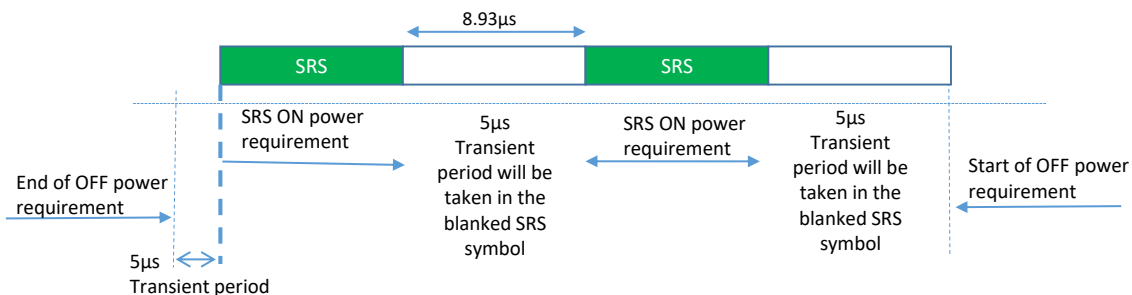 8.93µs
SRS
SRS
SRS ON power
requirement
5µs
Transient
period will be
taken in the
blanked SRS
symbol
SRS ON power
requirement
5µs
Transient
period will be
taken in the
blanked SRS
symbol
End of OFF power
requirement
Start of OFF power
requirement
5µs
Transient period